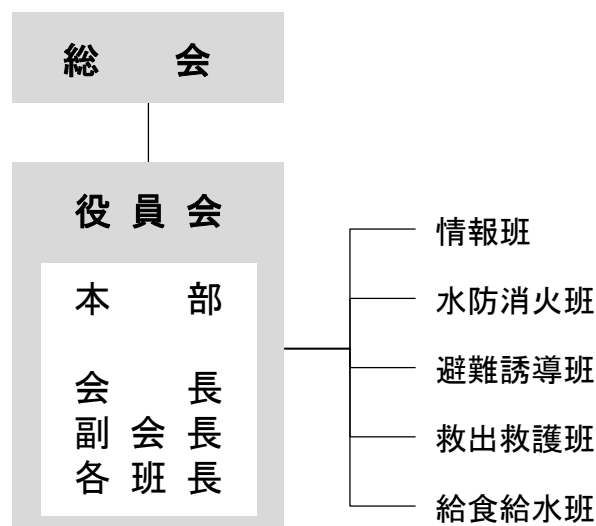 総 会
役員会
本 部
会 長
副会長
各班長
情報班
水防消火班
避難誘導班
救出救護班
給食給水班